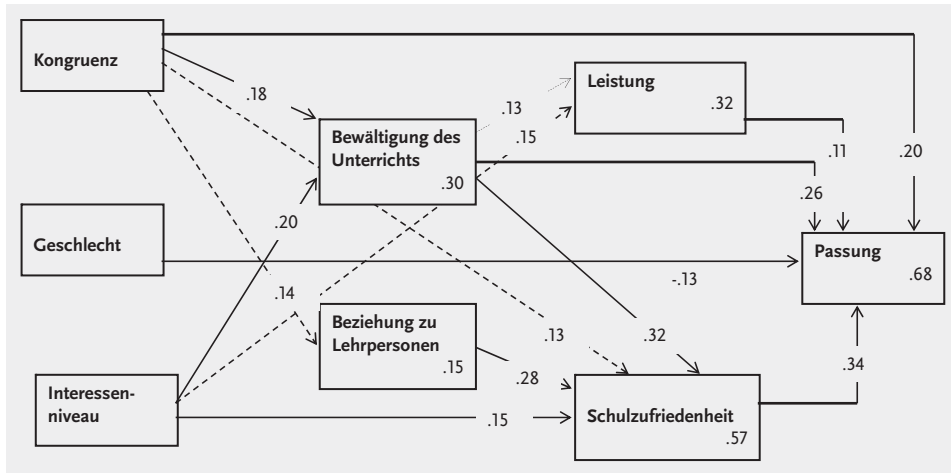 Kongruenz
.18
Leistung
.32
.13
.15
.11
.20
Bewältigung des
Unterrichts
.30
.26
.20
Geschlecht
Passung
.68
-.13
.14
Beziehung zu
Lehrpersonen
.15
.13
.32
.34
.28
Interessen-
niveau
.15
Schulzufriedenheit
.57